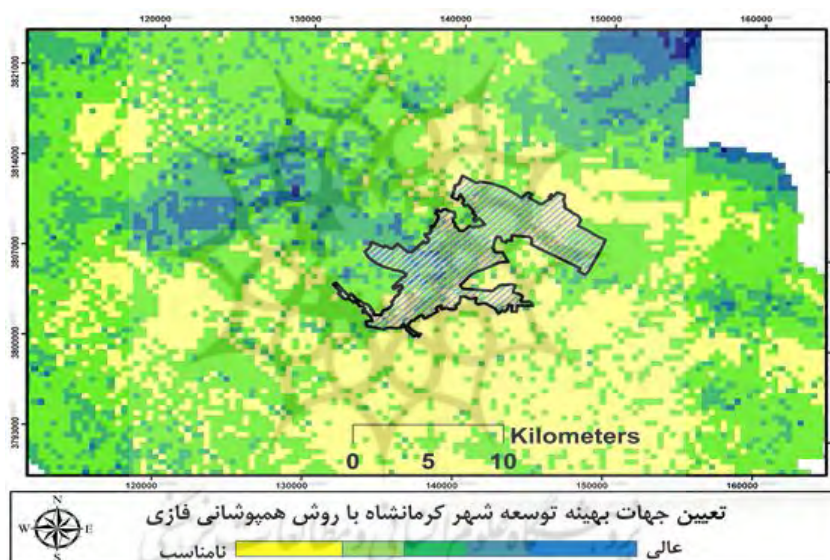 120000 130000 140000 150000 160000
3821000
3814000
3807000
3800000
3793000
Kilometers
0 5 10
120000 130000 140000 150000 160000
تعیین جهات بهینه توسعه شهر کرمانشاه با روش همپوشانی فازی
N
W E
S
نامناسب عالی